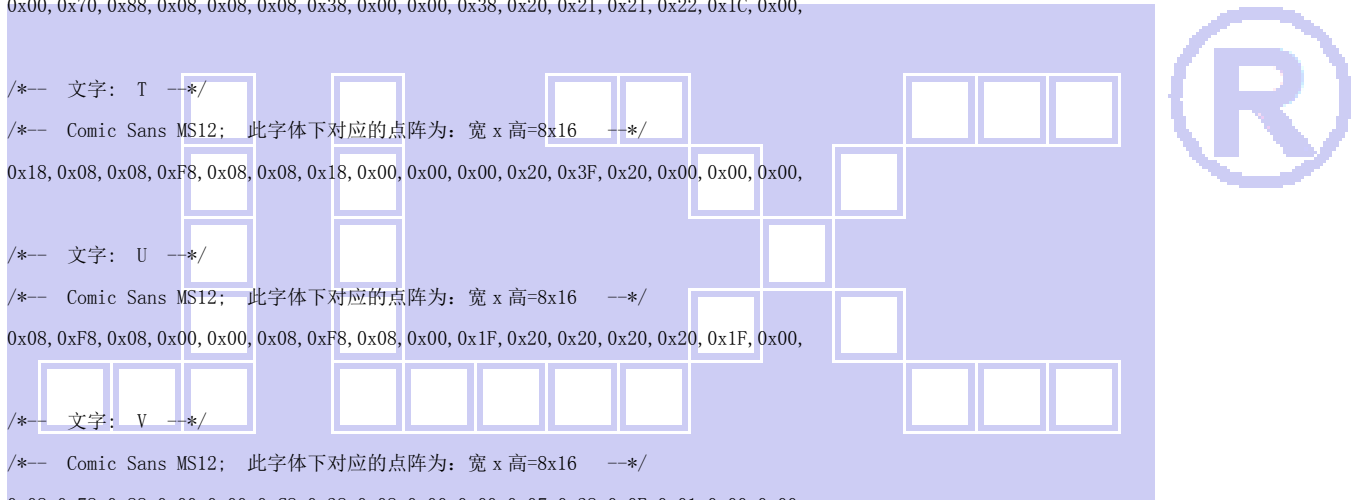 0x00,0x70,0x88,0x08,0x08,0x08,0x38,0x00,0x00,0x38,0x20,0x21,0x21,0x22,0x1C,0x00,
/*--  文字:  T  --*/
/*--  Comic Sans MS12;  此字体下对应的点阵为：宽 x 高=8x16   --*/
0x18,0x08,0x08,0xF8,0x08,0x08,0x18,0x00,0x00,0x00,0x20,0x3F,0x20,0x00,0x00,0x00,
/*--  文字:  U  --*/
/*--  Comic Sans MS12;  此字体下对应的点阵为：宽 x 高=8x16   --*/
0x08,0xF8,0x08,0x00,0x00,0x08,0xF8,0x08,0x00,0x1F,0x20,0x20,0x20,0x20,0x1F,0x00,
/*--  文字:  V  --*/
/*--  Comic Sans MS12;  此字体下对应的点阵为：宽 x 高=8x16   --*/
®